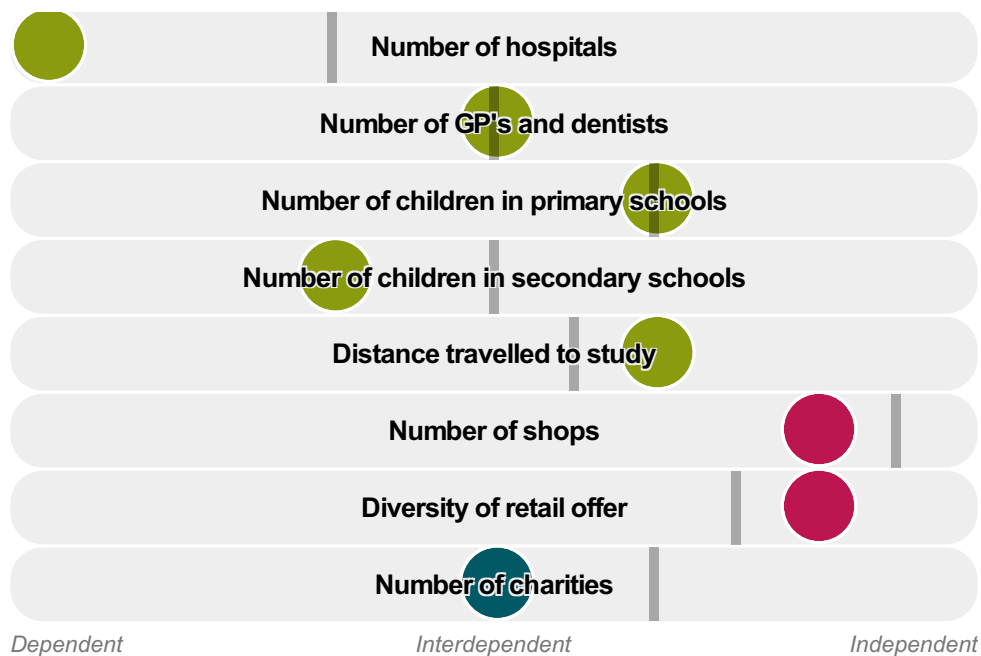 Number of hospitals
Number of GP's and dentists
Number of children in primary schools
Number of children in secondary schools
Distance travelled to study
Number of shops
Diversity of retail offer
Number of charities
Dependent Interdependent Independent